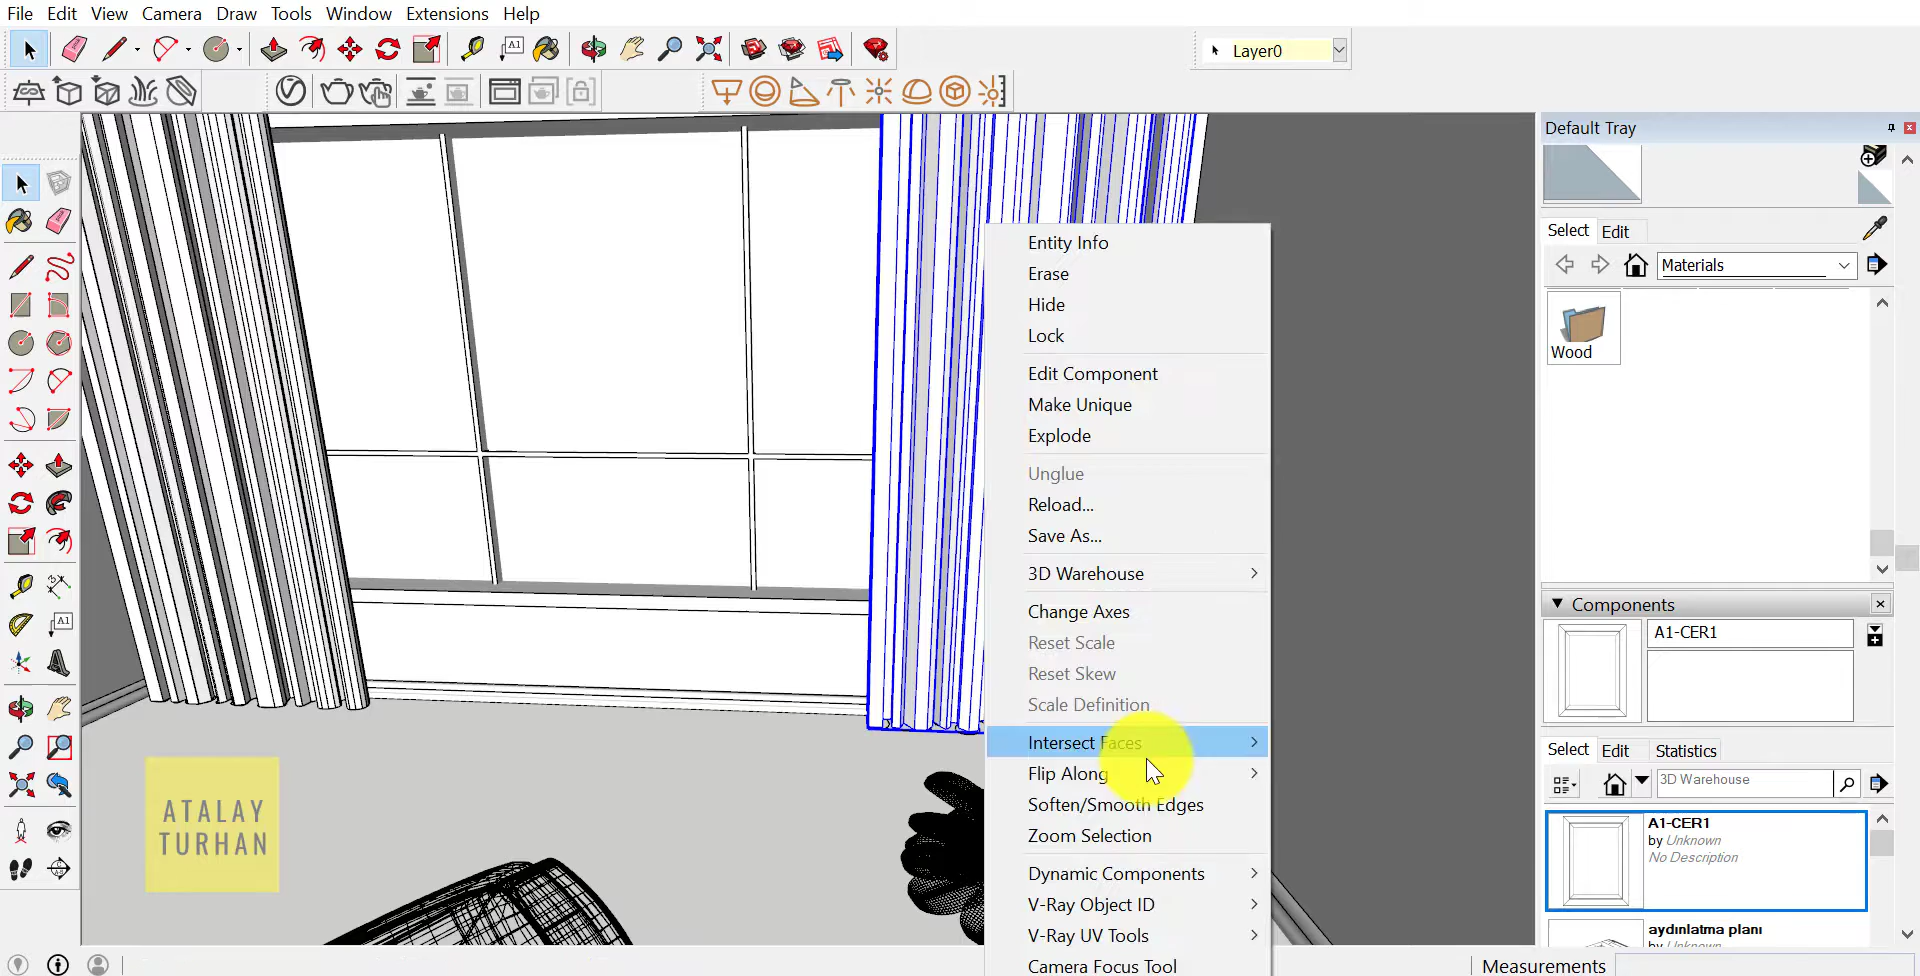 File Edit View Camera Draw Tools Window Extensions Help
A1
Layer0
Default Tray
Select Edit
Materials
Wood
Entity Info
Erase
Hide
Lock
Edit Component
Make Unique
Explode
Unglue
Reload...
Save As...
3D Warehouse
Change Axes
Reset Scale
Reset Skew
Scale Definition
Intersect Faces
Flip Along
Soften/Smooth Edges
Zoom Selection
Dynamic Components
V-Ray Object ID
V-Ray UV Tools
Camera Focus Tool
A1
ATALAY
TURHAN
Components
A1-CER1
Select Edit Statistics
3D Warehouse
A1-CER1
by Unknown
No Description
aydınlatma planı
by Unknown
Measurements